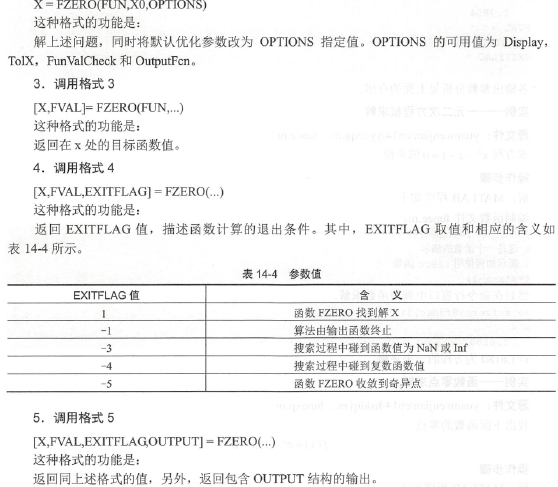 X = FZERO(FUN,X0,OPTIONS)
这种格式的功能是：
解上述问题，同时将默认优化参数改为 OPTIONS 指定值。OPTIONS 的可用值为 Display，
TolX，FunValCheck 和 OutputFcn。
3．调用格式 3
[X,FVAL]= FZERO(FUN,...)
这种格式的功能是：
返回在 x 处的目标函数值。
4．调用格式 4
[X,FVAL,EXITFLAG] = FZERO(...)
这种格式的功能是：
返回 EXITFLAG 值，描述函数计算的退出条件。其中，EXITFLAG 取值和相应的含义如
表 14-4 所示。
表 14-4 参数值
EXITFLAG 值 含 义
1 函数 FZERO 找到解 X
-1 算法由输出函数终止
-3 搜索过程中碰到函数值为 NaN 或 Inf
-4 搜索过程中碰到复数函数值
-5 函数 FZERO 收敛到奇异点
5．调用格式 5
[X,FVAL,EXITFLAG,OUTPUT] = FZERO(...)
这种格式的功能是：
返回同上述格式的值，另外，返回包含 OUTPUT 结构的输出。